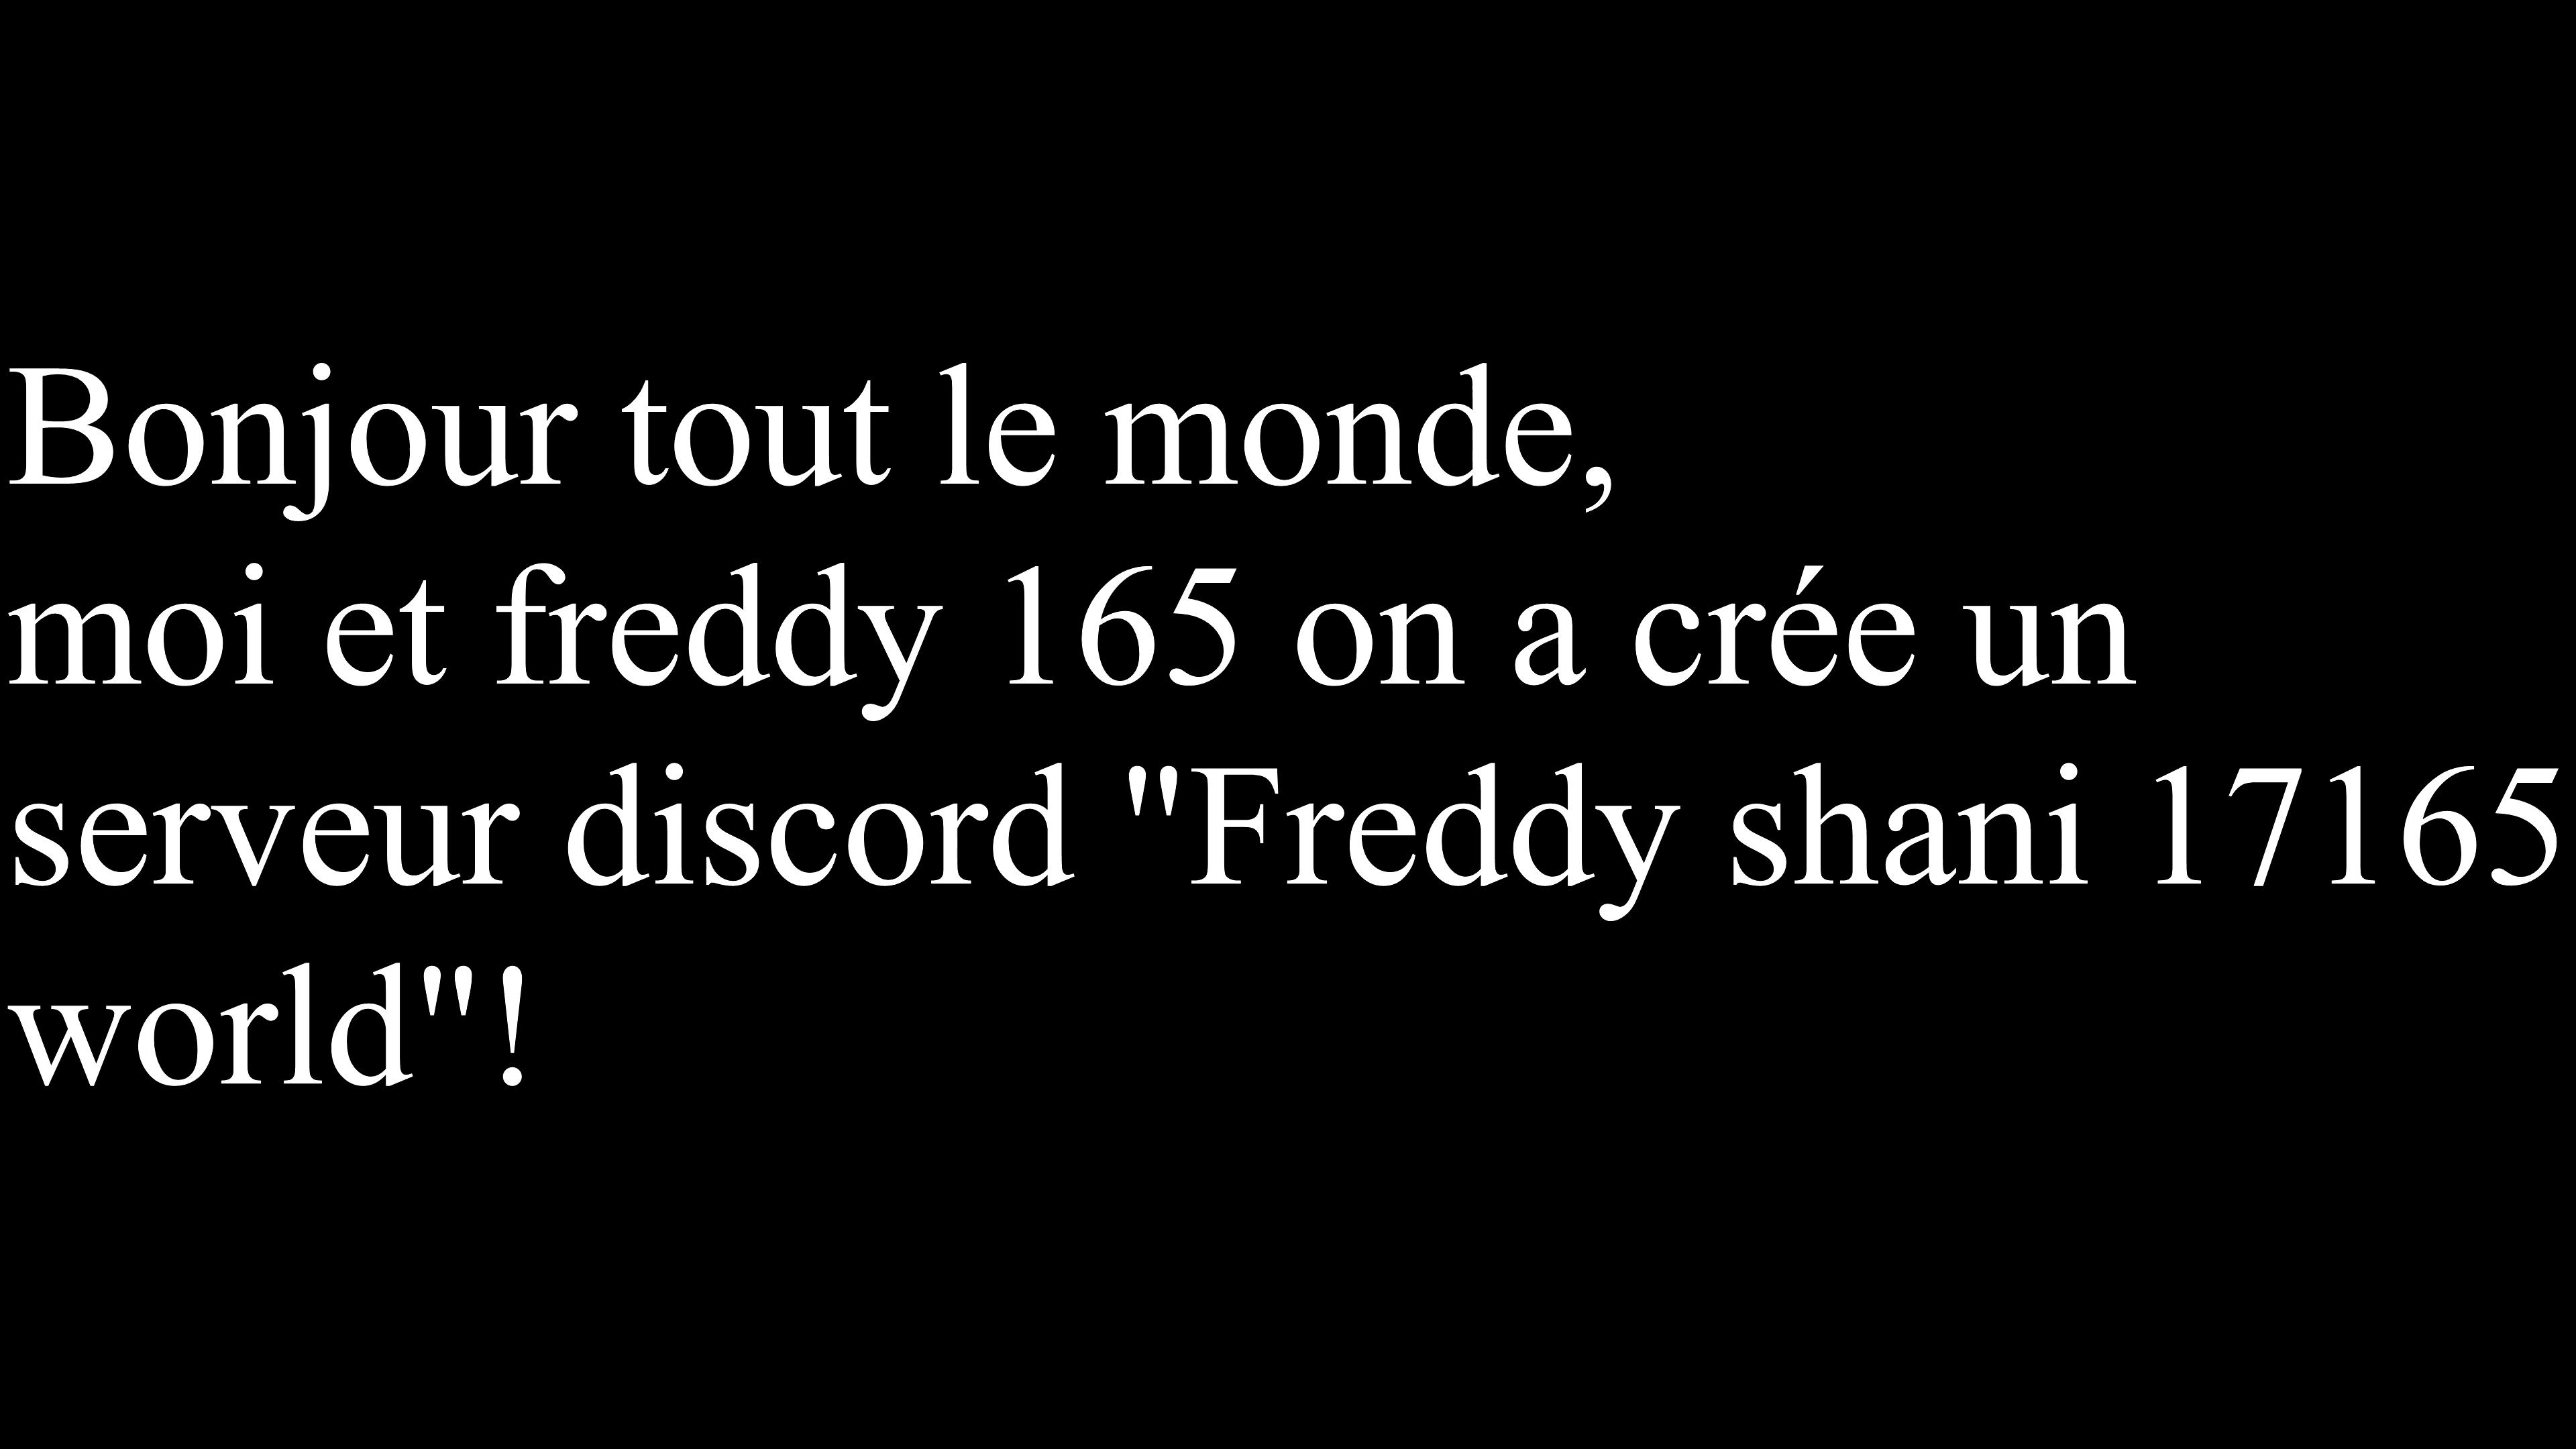 Bonjour tout le monde,
moi et freddy 165 on a crée un
serveur discord "Freddy shani 17165
world"!